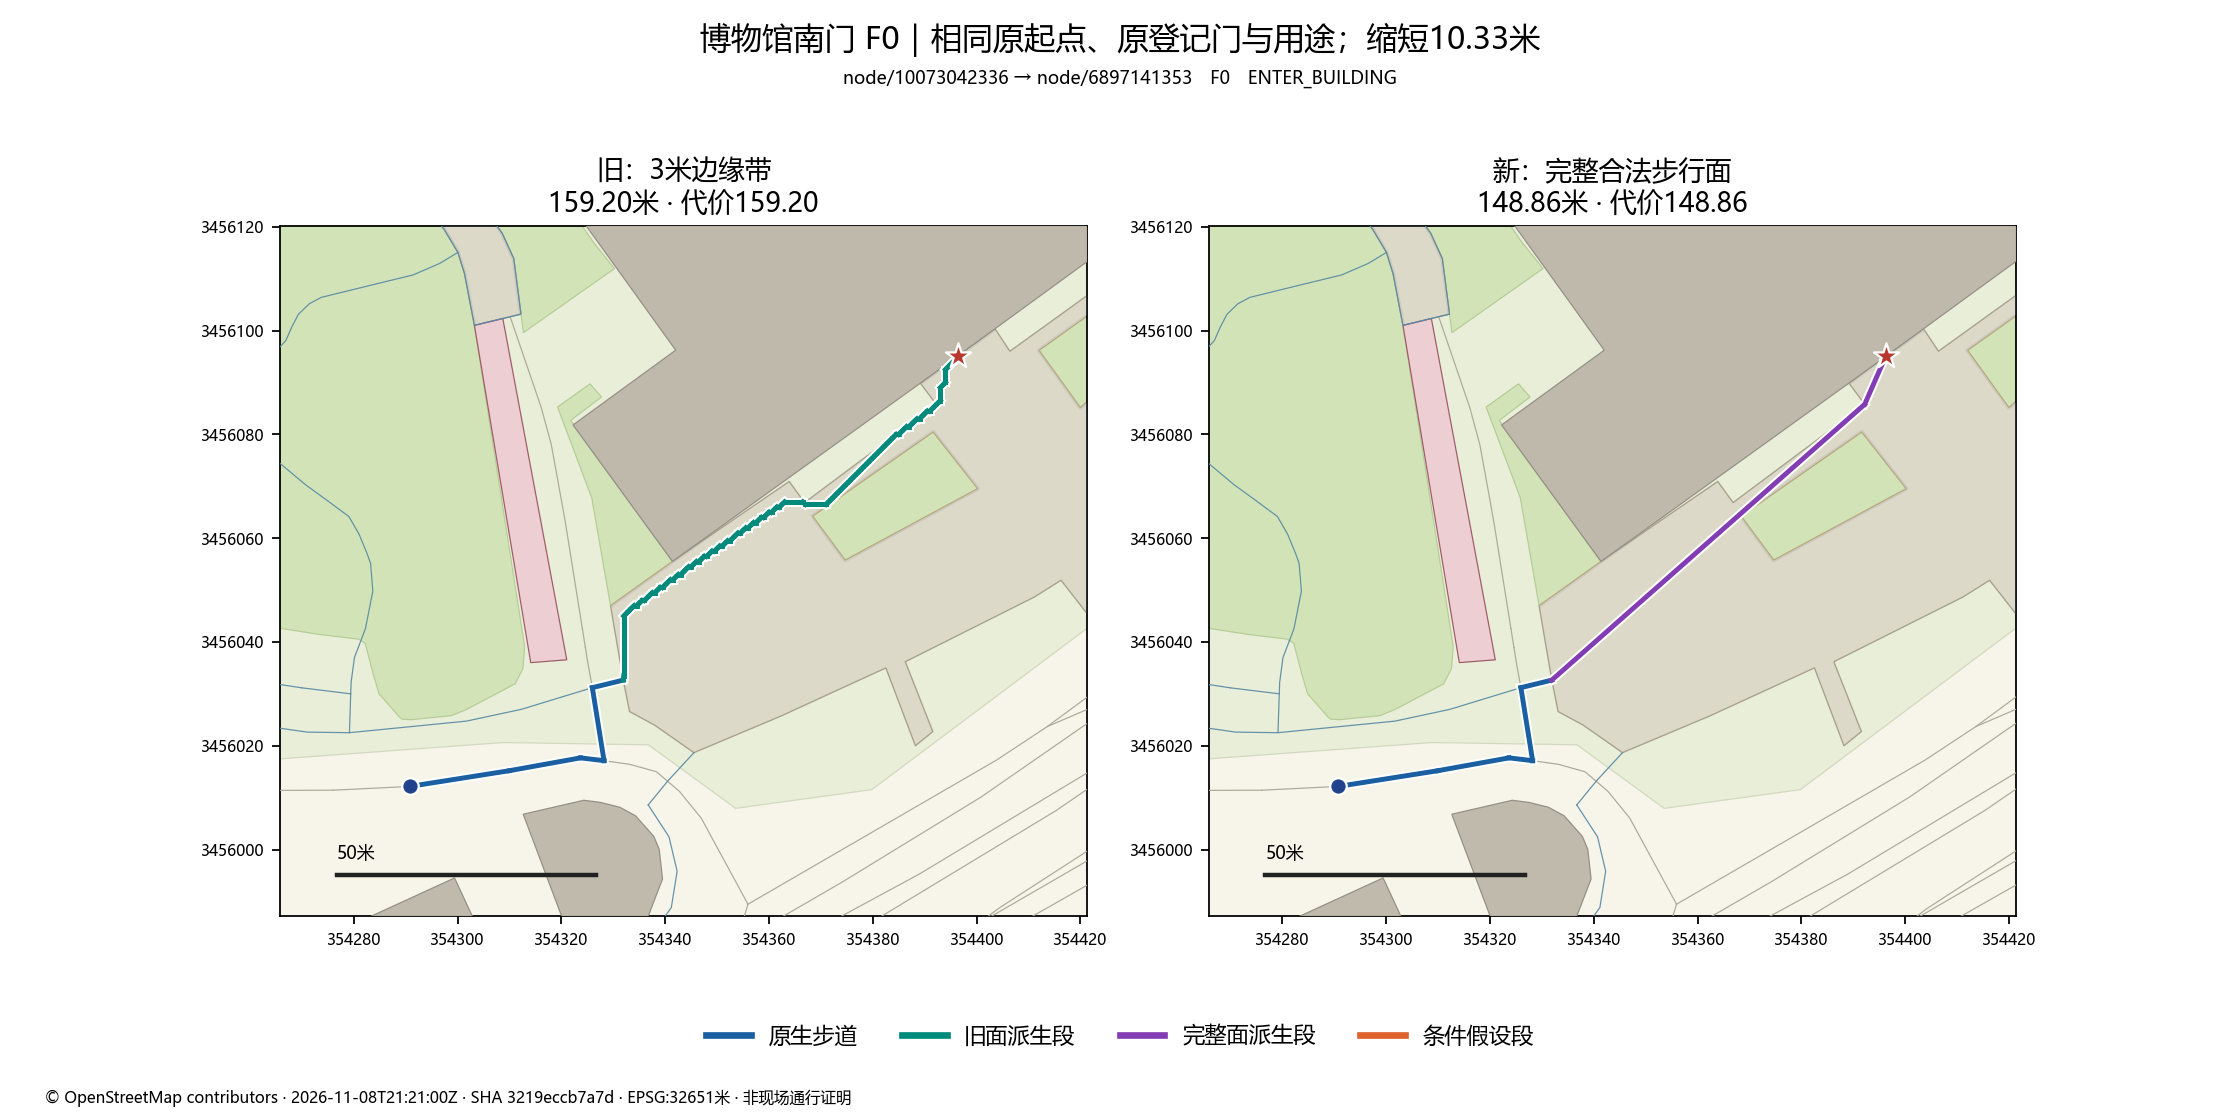 博物馆南门 F0｜相同原起点、原登记门与用途；缩短10.33米
node/10073042336 → node/6897141353 F0 ENTER_BUILDING
旧：3米边缘带
159.20米 · 代价159.20
3456120
3456100
3456080
3456060
3456040
3456020
3456000
50米
354280 354300 354320 354340 354360 354380 354400 354420
新：完整合法步行面
148.86米 · 代价148.86
3456120
3456100
3456080
3456060
3456040
3456020
3456000
50米
354280 354300 354320 354340 354360 354380 354400 354420
原生步道 旧面派生段 完整面派生段 条件假设段
© OpenStreetMap contributors · 2026-11-08T21:21:00Z · SHA 3219eccb7a7d · EPSG:32651米 · 非现场通行证明